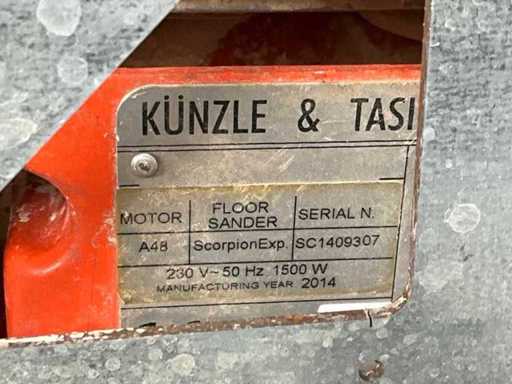 KÜNZLE & TASI
MOTOR FLOOR SANDER SERIAL N.
A48 ScorpionExp. SC1409307
230 V~50 Hz 1500 W
MANUFACTURING YEAR 2014